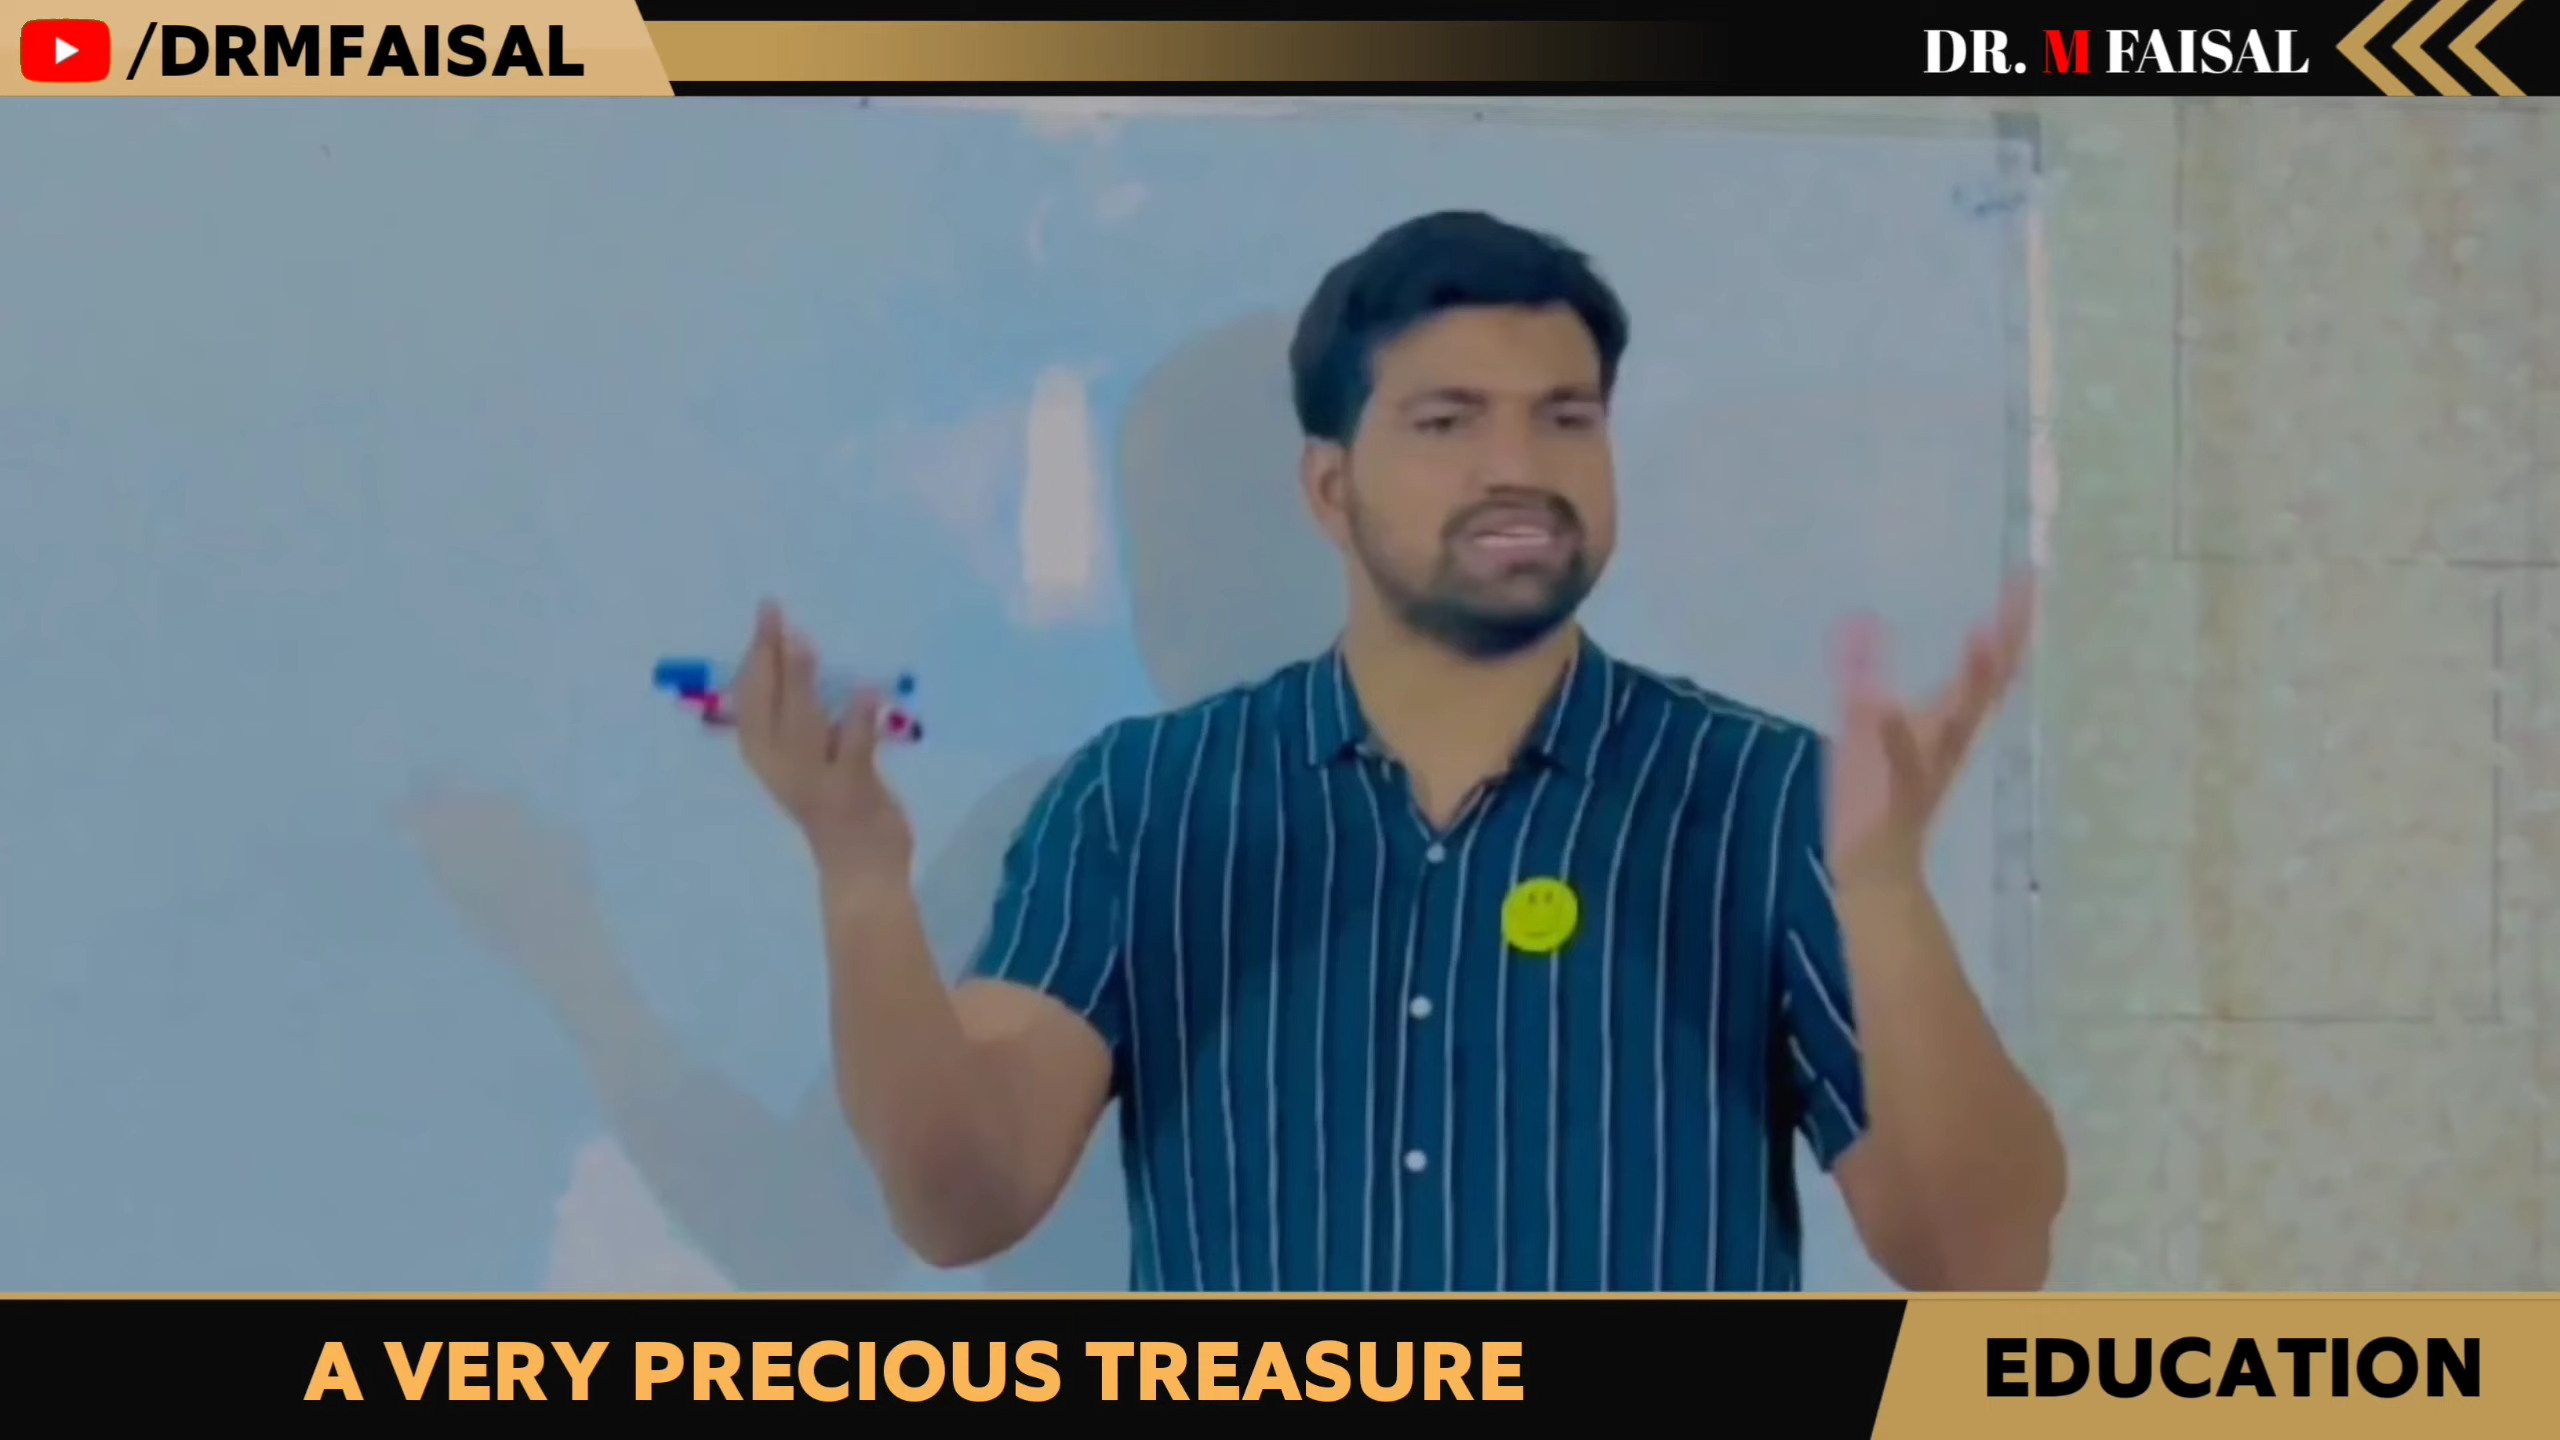 /DRMFAISAL
DR. M FAISAL
A VERY PRECIOUS TREASURE
EDUCATION